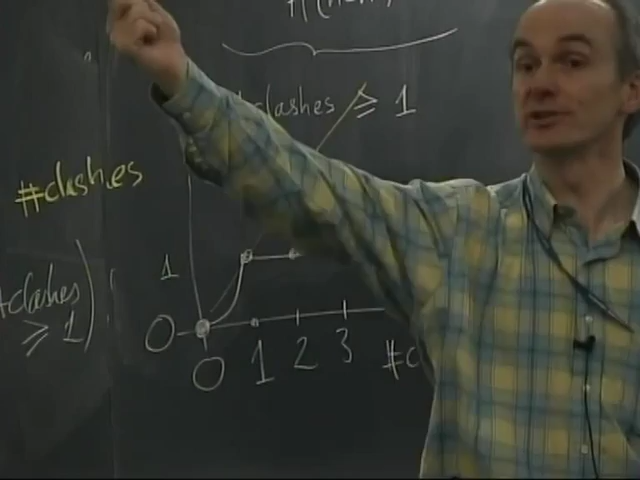 #clashes ≥ 1
#clashes
#clashes
≥ 1
1
0
0 1 2 3 #c